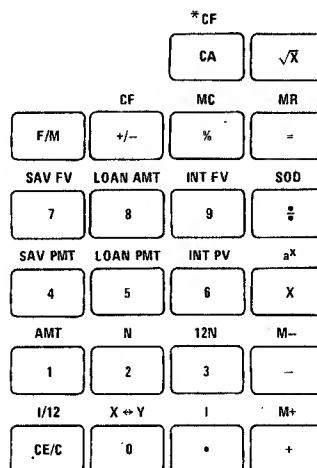 *CF
CA √X
CF MC MR
F/M +/– % =
SAV FV LOAN AMT INT FV SOD
7 8 9 ÷
SAV PMT LOAN PMT INT PV aˣ
4 5 6 X
AMT N 12N M–
1 2 3 –
I/12 X ↔ Y I M+
CE/C 0 • +